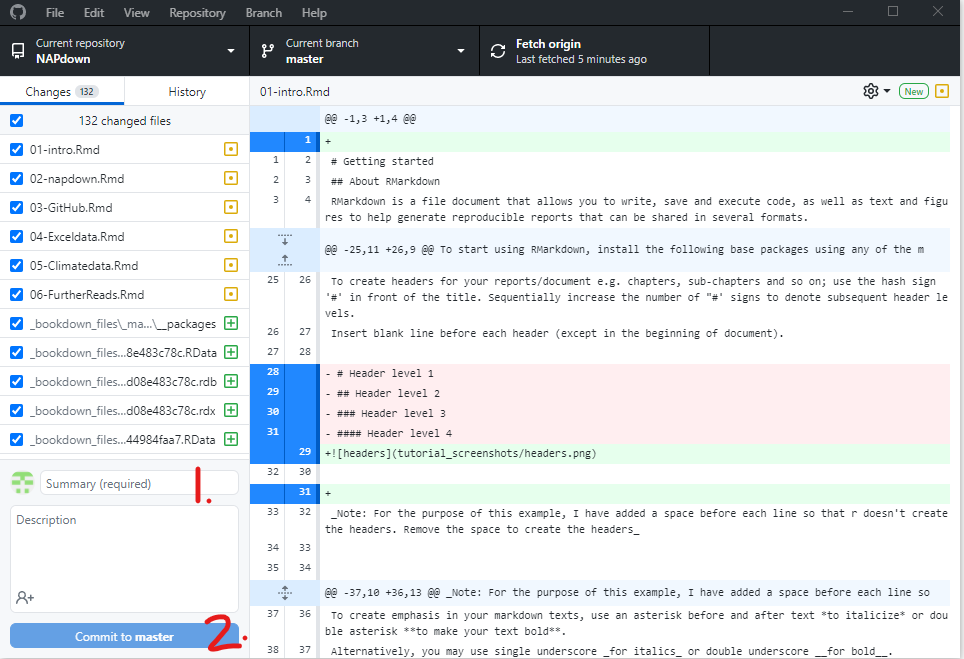 File Edit View Repository Branch Help
Current repository
NAPdown
Current branch
master
Fetch origin
Last fetched 5 minutes ago
Changes 132
History
01-intro.Rmd
New
132 changed files
01-intro.Rmd
02-napdown.Rmd
03-GitHub.Rmd
04-Exceldata.Rmd
05-Climatedata.Rmd
06-FurtherReads.Rmd
_bookdown_files\_ma...\__packages
_bookdown_files...8e483c78c.RData
_bookdown_files...d08e483c78c.rdb
_bookdown_files...d08e483c78c.rdx
_bookdown_files...44984faa7.RData
Summary (required)
1.
Description
Commit to master
2.
@@ -1,3 +1,4 @@
1 +
1 2 # Getting started
2 3 ## About RMarkdown
3 4 RMarkdown is a file document that allows you to write, save and execute code, as well as text and figu
res to help generate reproducible reports that can be shared in several formats.
@@ -25,11 +26,9 @@ To start using RMarkdown, install the following base packages using any of the m
25 26 To create headers for your reports/document e.g. chapters, sub-chapters and so on; use the hash sign
'#' in front of the title. Sequentially increase the number of "#' signs to denote subsequent header le
vels.
26 27 Insert blank line before each header (except in the beginning of document).
27 28
28 - # Header level 1
29 - ## Header level 2
30 - ### Header level 3
31 - #### Header level 4
29 +![headers](tutorial_screenshots/headers.png)
32 30
31 +
33 32 _Note: For the purpose of this example, I have added a space before each line so that r doesn't create
the headers. Remove the space to create the headers_
34 33
35 34
@@ -37,10 +36,13 @@ _Note: For the purpose of this example, I have added a space before each line so
37 36 To create emphasis in your markdown texts, use an asterisk before and after text *to italicize* or dou
ble asterisk **to make your text bold**.
38 37 Alternatively, you may use single underscore _for italics_ or double underscore __for bold__.